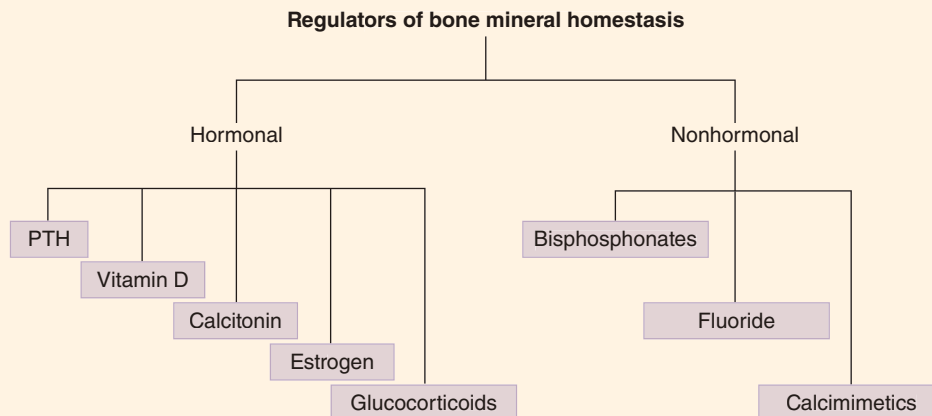 Regulators of bone mineral homestasis
Hormonal
Nonhormonal
PTH
Vitamin D
Calcitonin
Estrogen
Glucocorticoids
Bisphosphonates
Fluoride
Calcimimetics